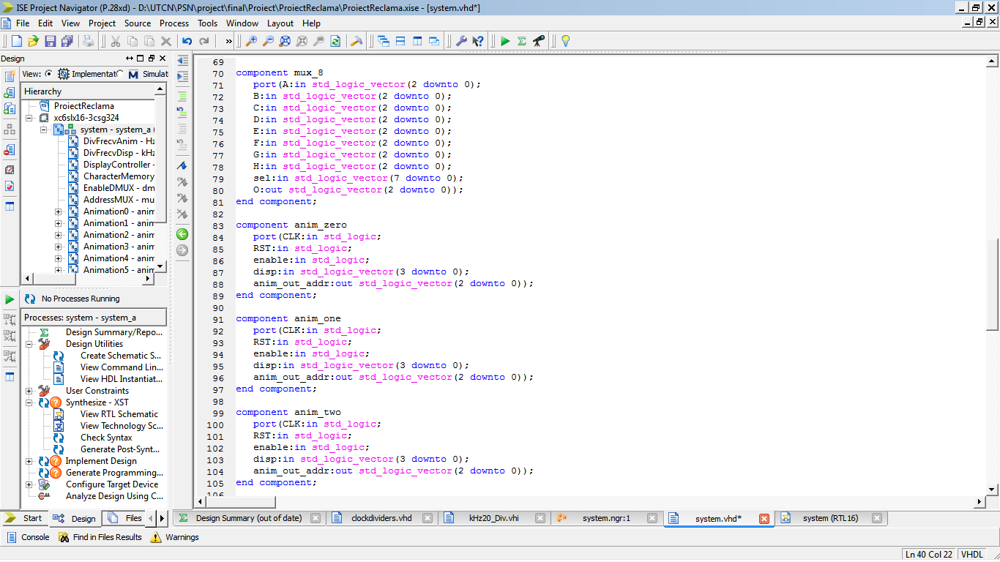 ISE Project Navigator (P.28xd) - D:\UTCN\PSN\project\final\Proiect\ProiectReclama\ProiectReclama.xise - [system.vhd*]
File Edit View Project Source Process Tools Window Layout Help
Design
View: Implementat Simulat
Hierarchy
ProiectReclama
xc6slx16-3csg324
system - system_a (
DivFrecvAnim - Hz
DivFrecvDisp - kHz
DisplayController -
CharacterMemory
EnableDMUX - dm
AddressMUX - mu
Animation0 - anim
Animation1 - anim
Animation2 - anim
Animation3 - anim
Animation4 - anim
Animation5 - anim
No Processes Running
Processes: system - system_a
Design Summary/Repo...
Design Utilities
Create Schematic S...
View Command Lin...
View HDL Instantiat...
User Constraints
Synthesize - XST
View RTL Schematic
View Technology Sc...
Check Syntax
Generate Post-Synt...
Implement Design
Generate Programming...
Configure Target Device
Analyze Design Using C...
Start Design Files
69
70 component mux_8
71 port(A:in std_logic_vector(2 downto 0);
72 B:in std_logic_vector(2 downto 0);
73 C:in std_logic_vector(2 downto 0);
74 D:in std_logic_vector(2 downto 0);
75 E:in std_logic_vector(2 downto 0);
76 F:in std_logic_vector(2 downto 0);
77 G:in std_logic_vector(2 downto 0);
78 H:in std_logic_vector(2 downto 0);
79 sel:in std_logic_vector(7 downto 0);
80 O:out std_logic_vector(2 downto 0));
81 end component;
82
83 component anim_zero
84 port(CLK:in std_logic;
85 RST:in std_logic;
86 enable:in std_logic;
87 disp:in std_logic_vector(3 downto 0);
88 anim_out_addr:out std_logic_vector(2 downto 0));
89 end component;
90
91 component anim_one
92 port(CLK:in std_logic;
93 RST:in std_logic;
94 enable:in std_logic;
95 disp:in std_logic_vector(3 downto 0);
96 anim_out_addr:out std_logic_vector(2 downto 0));
97 end component;
98
99 component anim_two
100 port(CLK:in std_logic;
101 RST:in std_logic;
102 enable:in std_logic;
103 disp:in std_logic_vector(3 downto 0);
104 anim_out_addr:out std_logic_vector(2 downto 0));
105 end component;
106
Design Summary (out of date) clockdividers.vhd kHz20_Div.vhi system.ngr:1 system.vhd* system (RTL16)
Console Find in Files Results Warnings
Ln 40 Col 22 VHDL